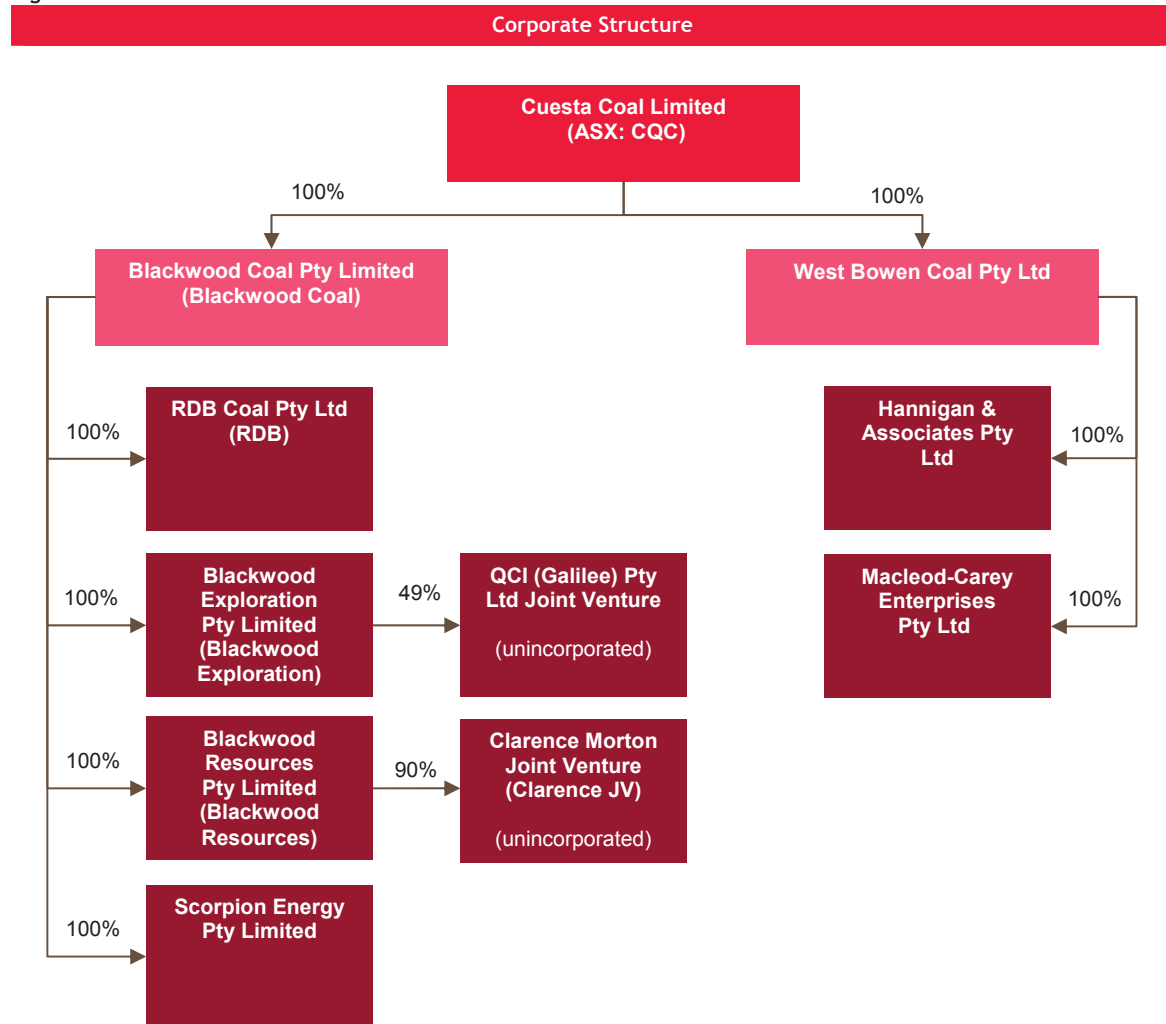 Corporate Structure
Cuesta Coal Limited
(ASX: CQC)
100%
100%
Blackwood Coal Pty Limited
(Blackwood Coal)
West Bowen Coal Pty Ltd
100%
RDB Coal Pty Ltd
(RDB)
Hannigan &
Associates Pty
Ltd
100%
100%
Blackwood
Exploration
Pty Limited
(Blackwood
Exploration)
49%
QCI (Galilee) Pty
Ltd Joint Venture
(unincorporated)
Macleod-Carey
Enterprises
Pty Ltd
100%
100%
Blackwood
Resources
Pty Limited
(Blackwood
Resources)
90%
Clarence Morton
Joint Venture
(Clarence JV)
(unincorporated)
100%
Scorpion Energy
Pty Limited